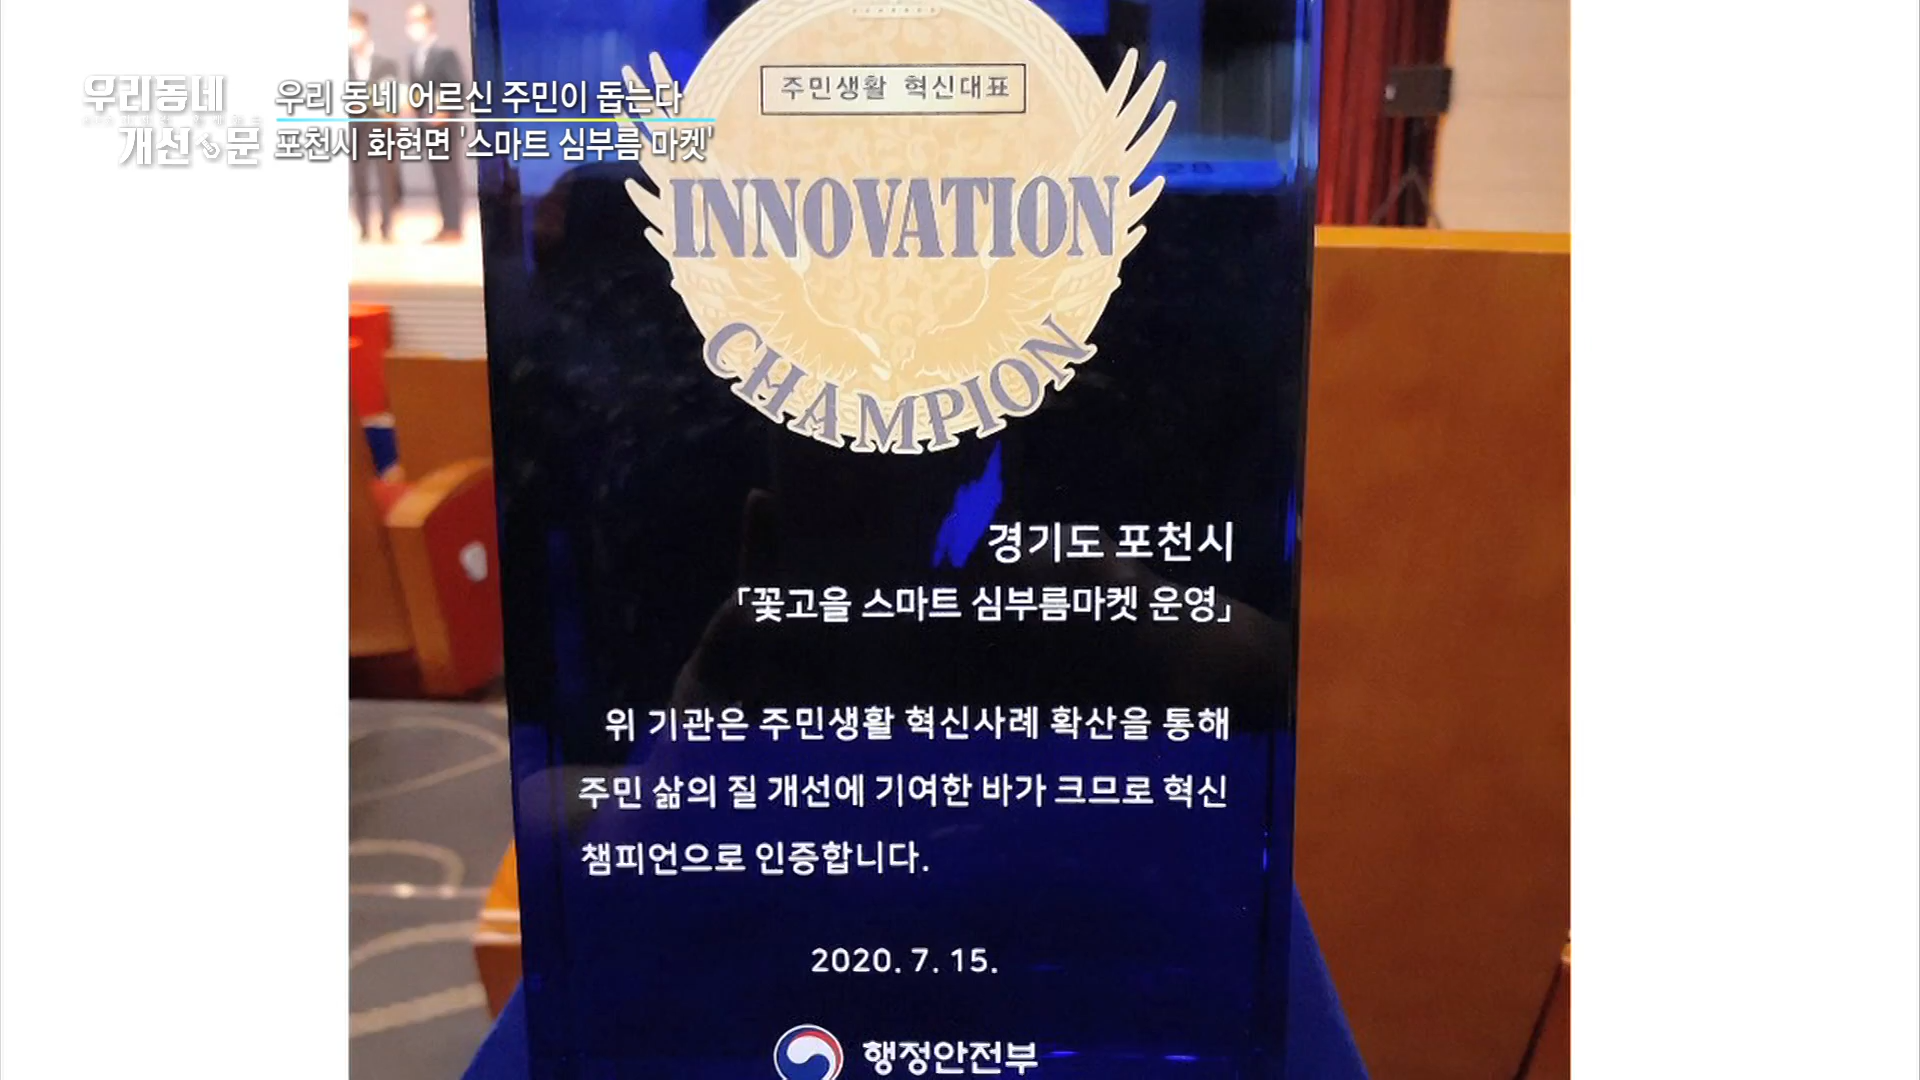 우리동네
개선문
우리 동네 어르신 주민이 돕는다
포천시 화현면 '스마트 심부름 마켓'
주민생활 혁신대표
INNOVATION
CHAMPION
경기도 포천시
「꽃고을 스마트 심부름마켓 운영」
위 기관은 주민생활 혁신사례 확산을 통해
주민 삶의 질 개선에 기여한 바가 크므로 혁신
챔피언으로 인증합니다.
2020. 7. 15.
행정안전부